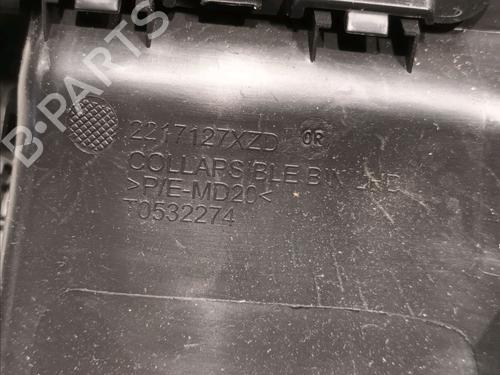 B-PARTS
2217127XZD OR
COLLAPSIBLE BIN
>P/E-MD20<
T0532274